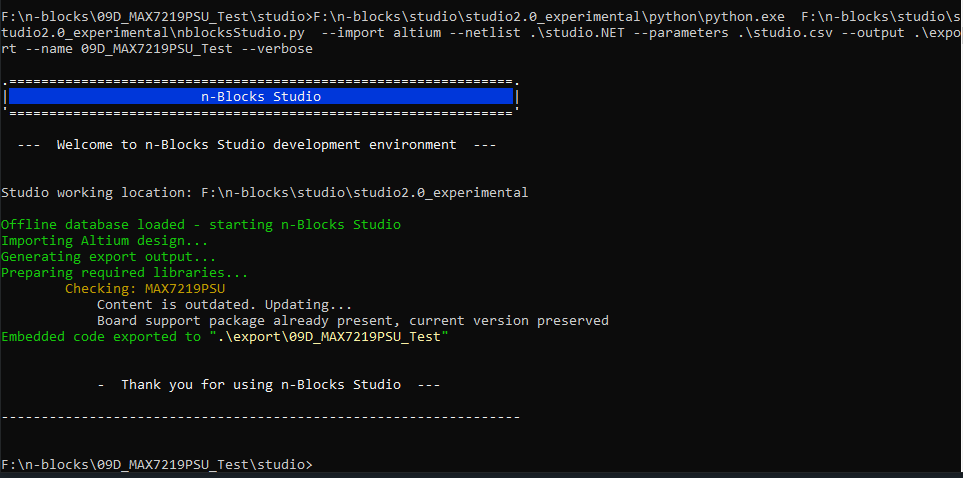 F:\n-blocks\09D_MAX7219PSU_Test\studio>F:\n-blocks\studio\studio2.0_experimental\python\python.exe  F:\n-blocks\studio\s
tudio2.0_experimental\nblocksStudio.py  --import altium --netlist .\studio.NET --parameters .\studio.csv --output .\expo
rt --name 09D_MAX7219PSU_Test --verbose
.===============================================================.
|                        n-Blocks Studio                        |
'==============================================================='
  ---  Welcome to n-Blocks Studio development environment  ---
Studio working location: F:\n-blocks\studio\studio2.0_experimental
Offline database loaded - starting n-Blocks Studio
Importing Altium design...
Generating export output...
Preparing required libraries...
        Checking: MAX7219PSU
            Content is outdated. Updating...
            Board support package already present, current version preserved
Embedded code exported to ".\export\09D_MAX7219PSU_Test"
            -  Thank you for using n-Blocks Studio  ---
-----------------------------------------------------------------
F:\n-blocks\09D_MAX7219PSU_Test\studio>